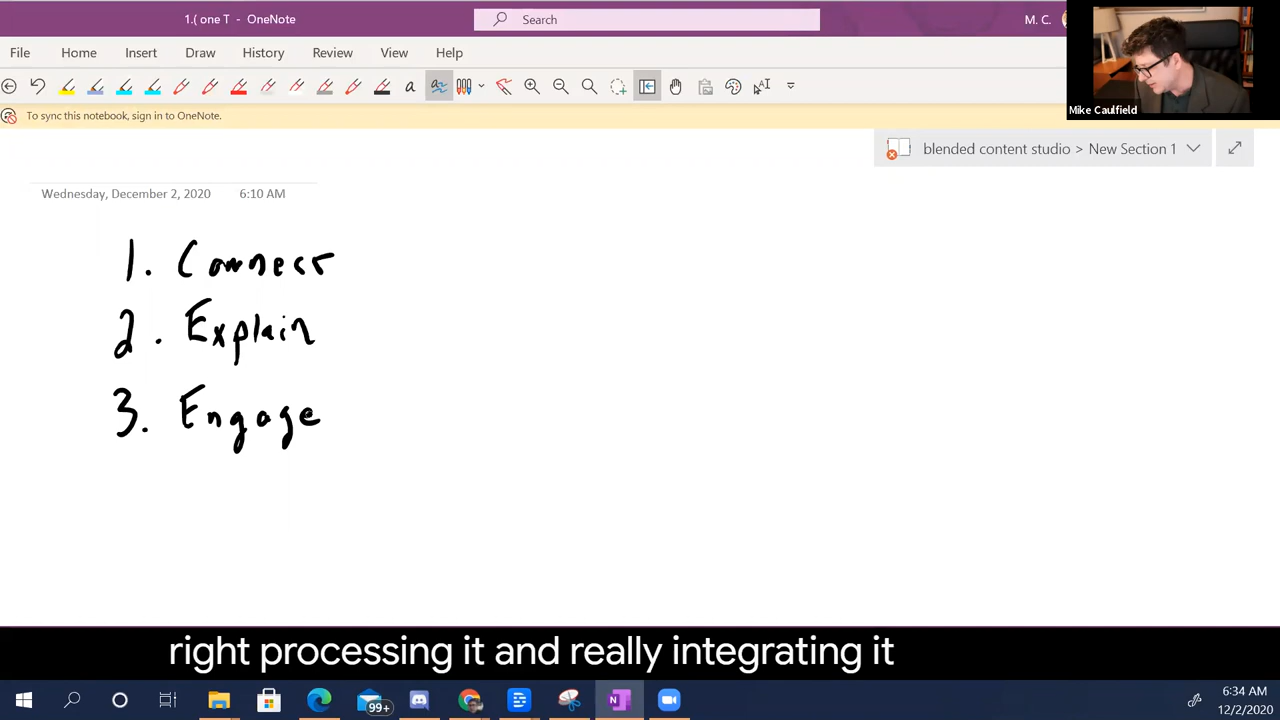 1.( one T - OneNote
Search
M. C.
File Home Insert Draw History Review View Help
To sync this notebook, sign in to OneNote.
Mike Caulfield
blended content studio > New Section 1
Wednesday, December 2, 2020 6:10 AM
1. Connect
2. Explain
3. Engage
right processing it and really integrating it
99+
6:34 AM
12/2/2020